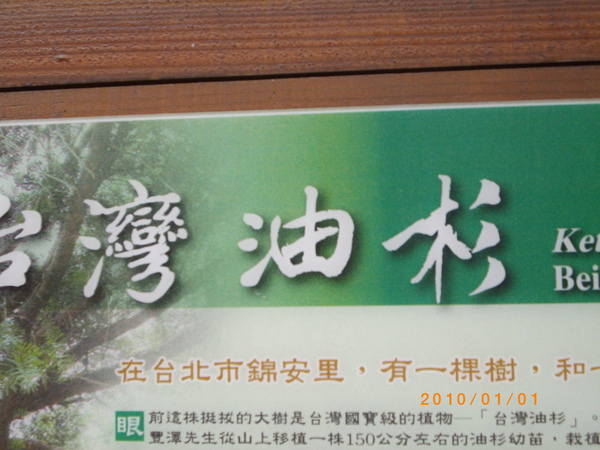 台灣油杉 Ket
Bei
在台北市錦安里，有一棵樹，和
2010/01/01
眼前這株挺拔的大樹是台灣國寶級的植物—「台灣油杉」。
豐澤先生從山上移植一株150公分左右的油杉幼苗，栽植